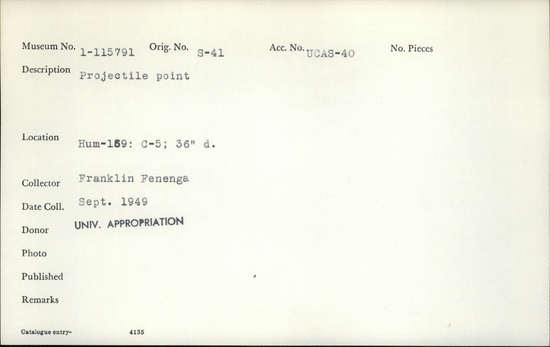 Museum No. 1-115791 Orig. No. S-41 Acc. No. UCAS-40 No. Pieces
Description Projectile point
Location Hum-169: C-5; 36" d.
Collector Franklin Fenenga
Date Coll. Sept. 1949
Donor UNIV. APPROPRIATION
Photo
Published
Remarks
Catalogue entry- 4135